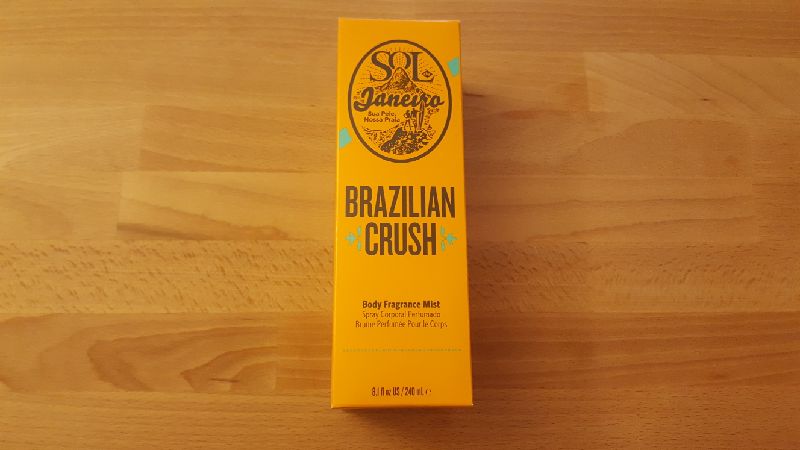 SOL
DE
Janeiro
Sua Pele,
Nossa Praia
BRAZILIAN
CRUSH
Body Fragrance Mist
Spray Corporal Perfumado
Brume Parfumée Pour le Corps
8.1 fl oz US / 240 mL e